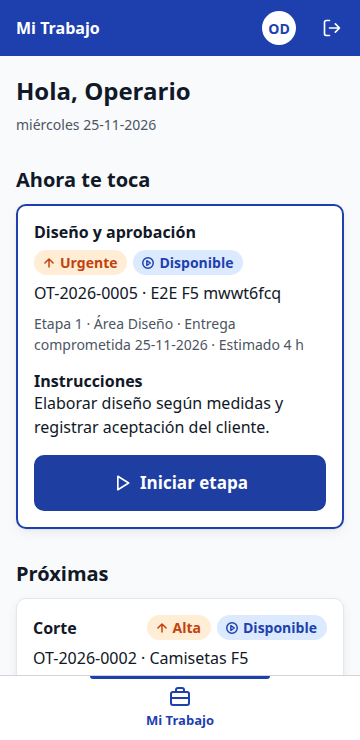 Mi Trabajo
OD
Hola, Operario
miércoles 25-11-2026
Ahora te toca
Diseño y aprobación
Urgente
Disponible
OT-2026-0005 · E2E F5 mwwt6fcq
Etapa 1 · Área Diseño · Entrega
comprometida 25-11-2026 · Estimado 4 h
Instrucciones
Elaborar diseño según medidas y
registrar aceptación del cliente.
Iniciar etapa
Próximas
Corte
Alta
Disponible
OT-2026-0002 · Camisetas F5
Mi Trabajo